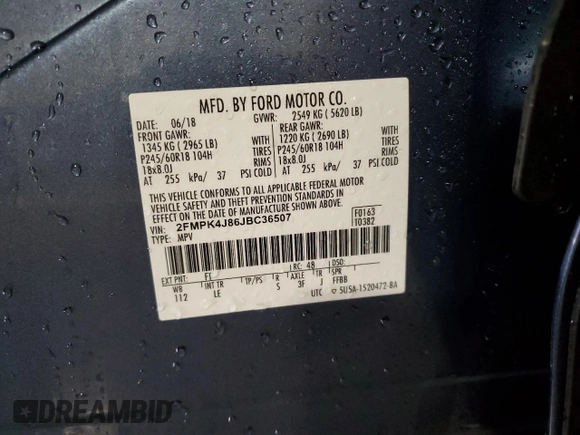 MFD. BY FORD MOTOR CO.
DATE: 06/18 GVWR: 2549 KG ( 5620 LB)
FRONT GAWR: REAR GAWR:
1345 KG ( 2965 LB) WITH 1220 KG ( 2690 LB) WITH
P245/60R18 104H TIRES P245/60R18 104H TIRES
18x8.0J RIMS 18x8.0J RIMS
AT 255 kPa/ 37 PSI COLD AT 255 kPa/ 37 PSI COLD
THIS VEHICLE CONFORMS TO ALL APPLICABLE FEDERAL MOTOR
VEHICLE SAFETY, BUMPER, AND THEFT PREVENTION STANDARDS IN
EFFECT ON THE DATE OF MANUFACTURE SHOWN ABOVE.
VIN: 2FMPK4J86JBC36507 F0163
TYPE: MPV 10382
EXT PNT: FT RC: 48 DSO:
WB INT TR TP/PS R AXLE TR SPR
112 LE S 3F J FFBB
UTC 5U5A-1520472-BA
DREAMBID